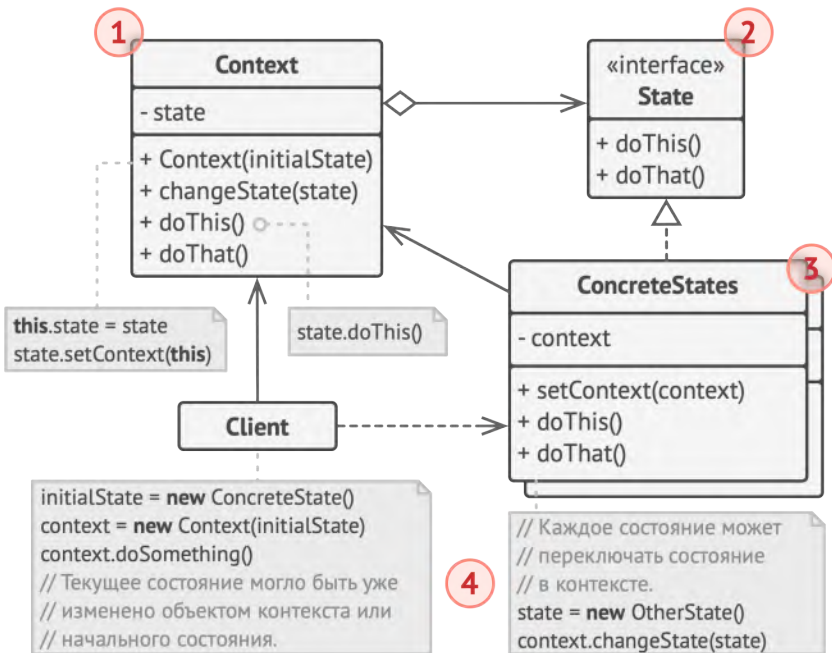 1
Context
- state
+ Context(initialState)
+ changeState(state)
+ doThis()
+ doThat()
2
«interface»
State
+ doThis()
+ doThat()
3
ConcreteStates
- context
+ setContext(context)
+ doThis()
+ doThat()
this.state = state
state.setContext(this)
state.doThis()
Client
initialState = new ConcreteState()
context = new Context(initialState)
context.doSomething()
// Текущее состояние могло быть уже
// изменено объектом контекста или
// начального состояния.
4
// Каждое состояние может
// переключать состояние
// в контексте.
state = new OtherState()
context.changeState(state)